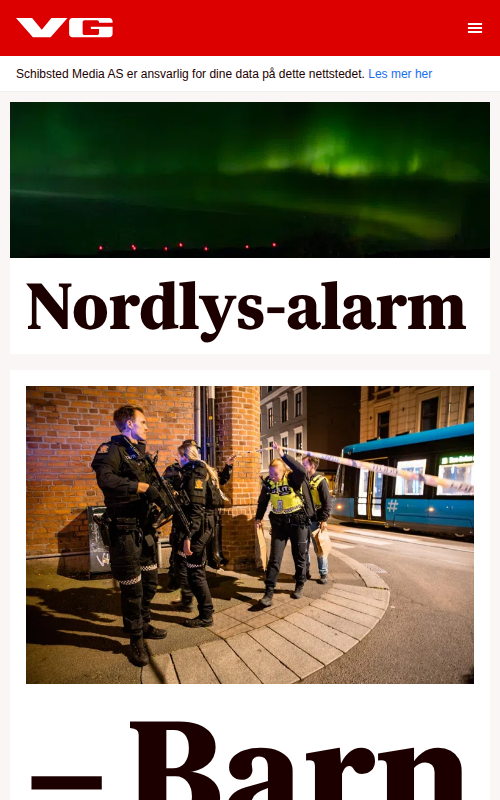 VG
Schibsted Media AS er ansvarlig for dine data på dette nettstedet. Les mer her
Nordlys-alarm
#
– Barn